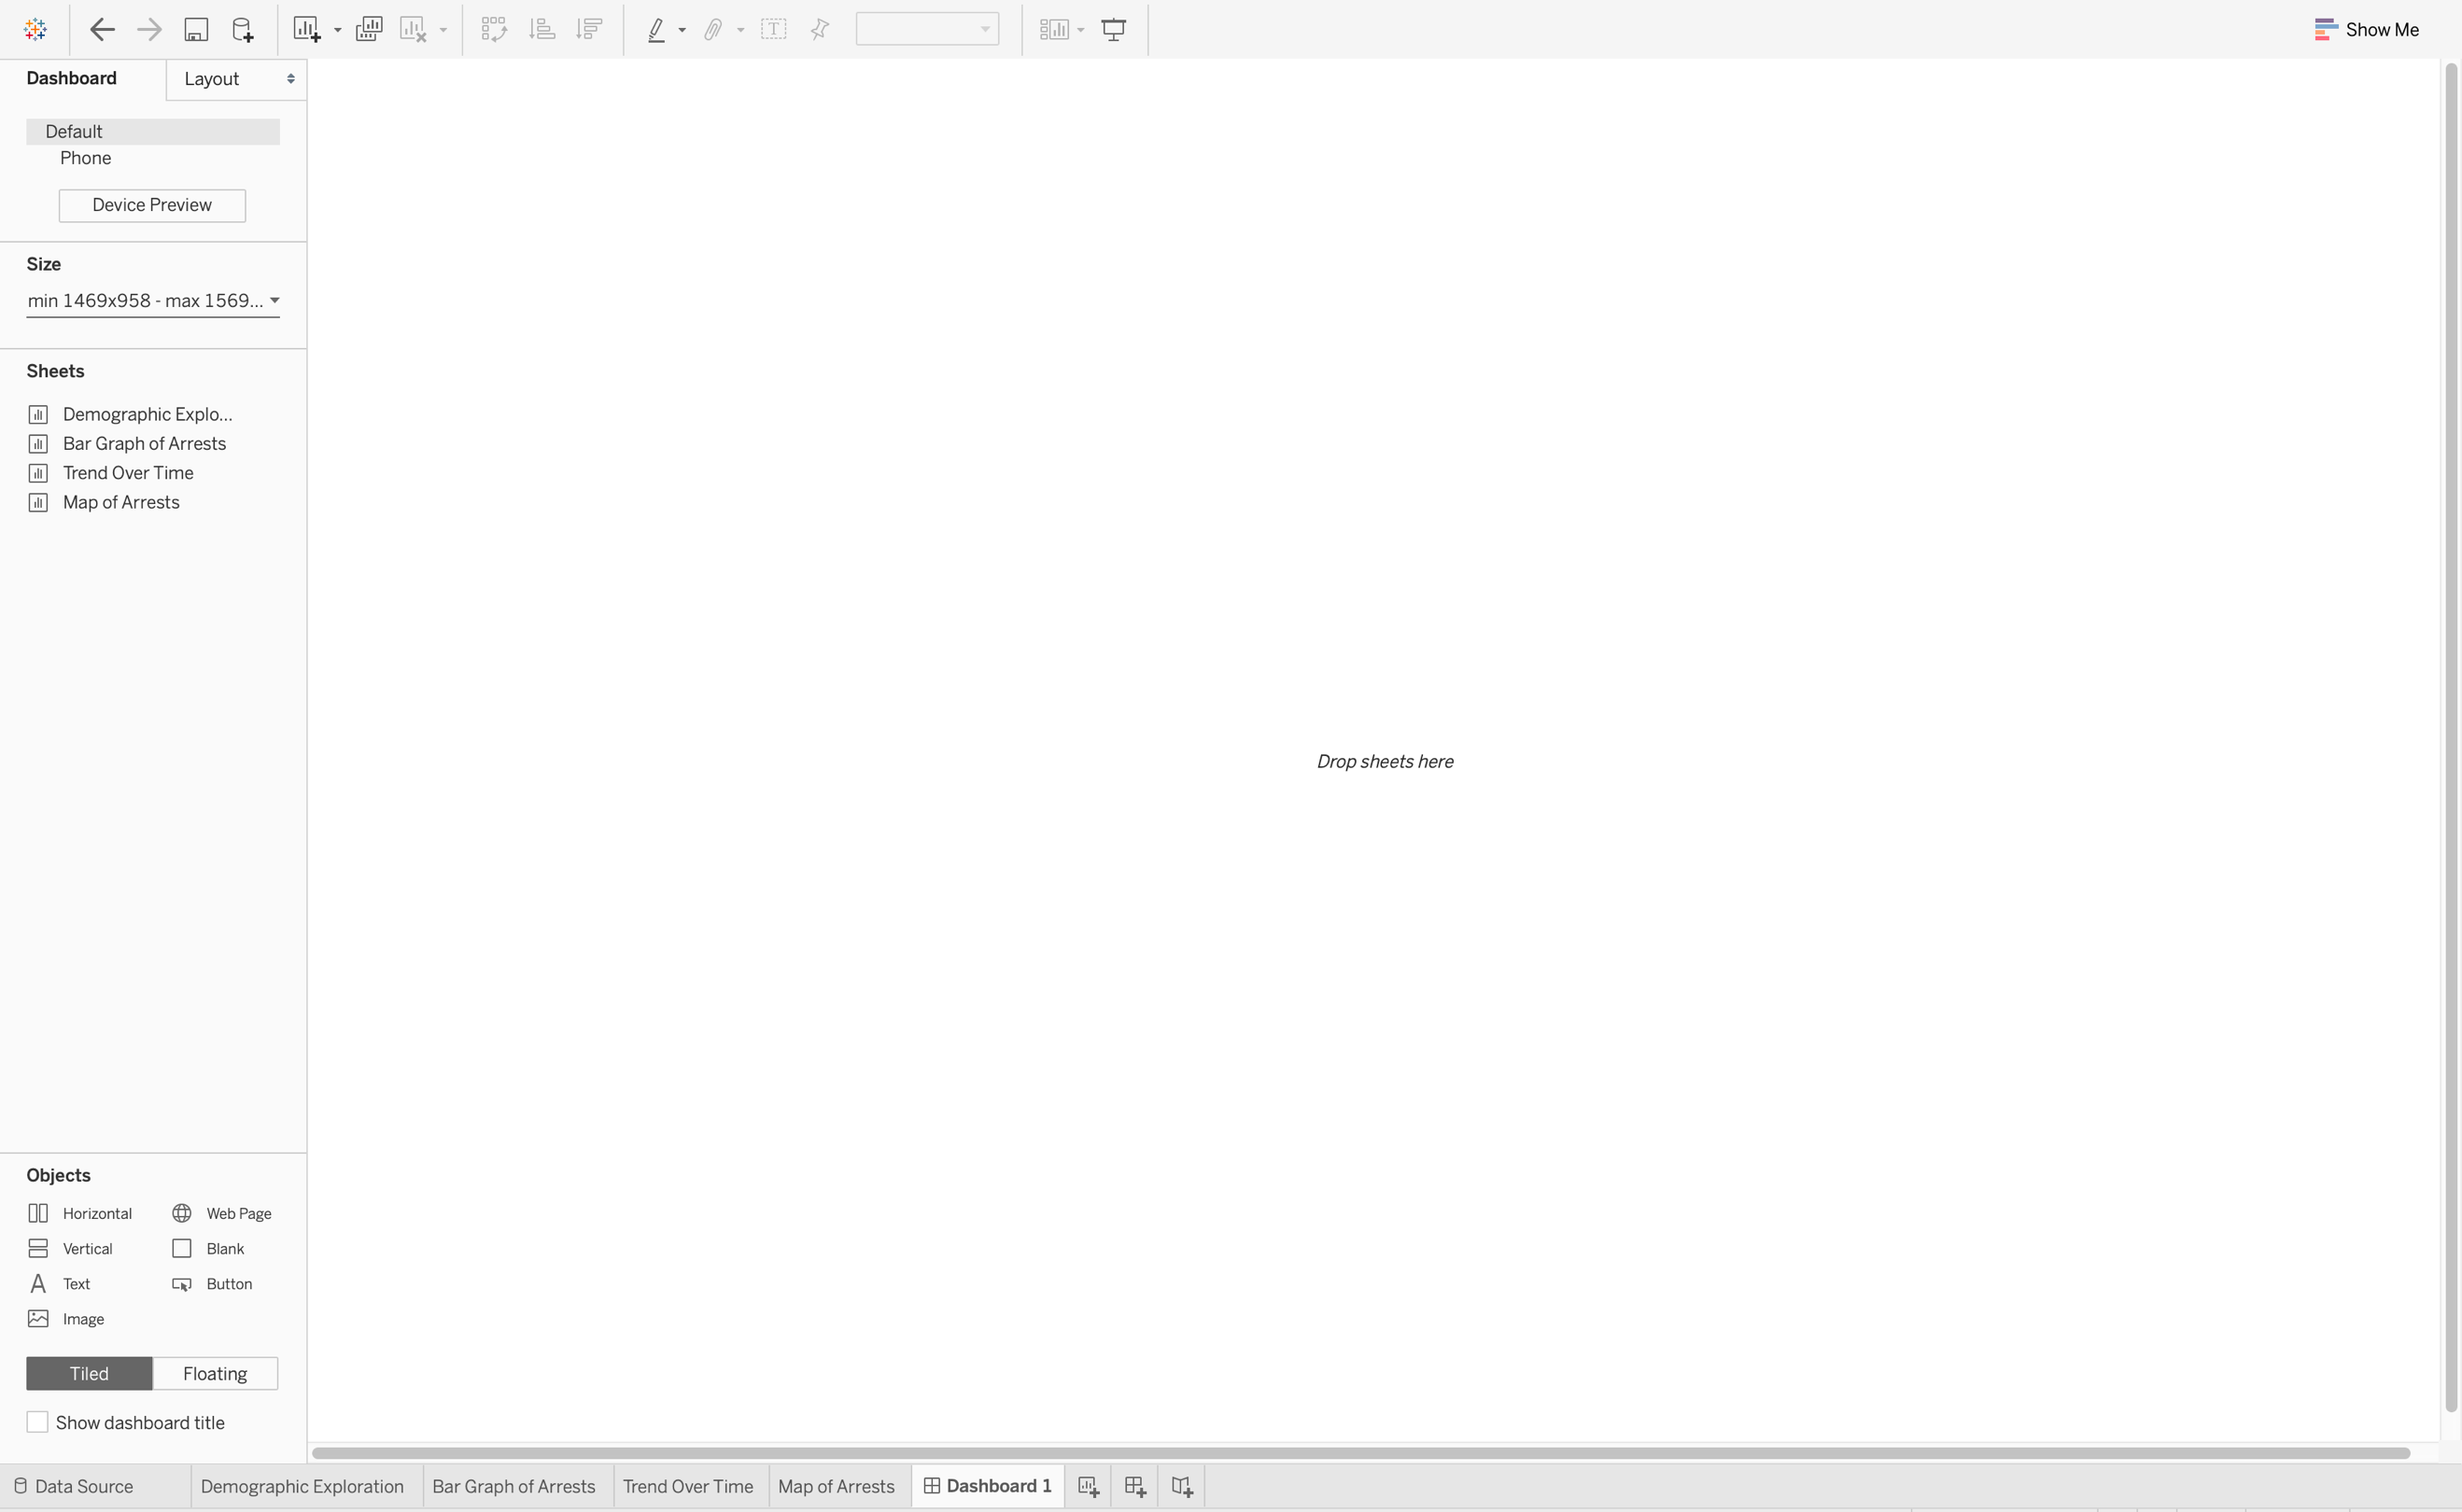 Show Me
Dashboard
Layout
Default
Phone
Device Preview
Size
min 1469x958 - max 1569...
Sheets
Demographic Explo...
Bar Graph of Arrests
Trend Over Time
Map of Arrests
Drop sheets here
Objects
Horizontal
Web Page
Vertical
Blank
A Text
Button
Image
Tiled
Floating
Show dashboard title
Data Source
Demographic Exploration
Bar Graph of Arrests
Trend Over Time
Map of Arrests
Dashboard 1